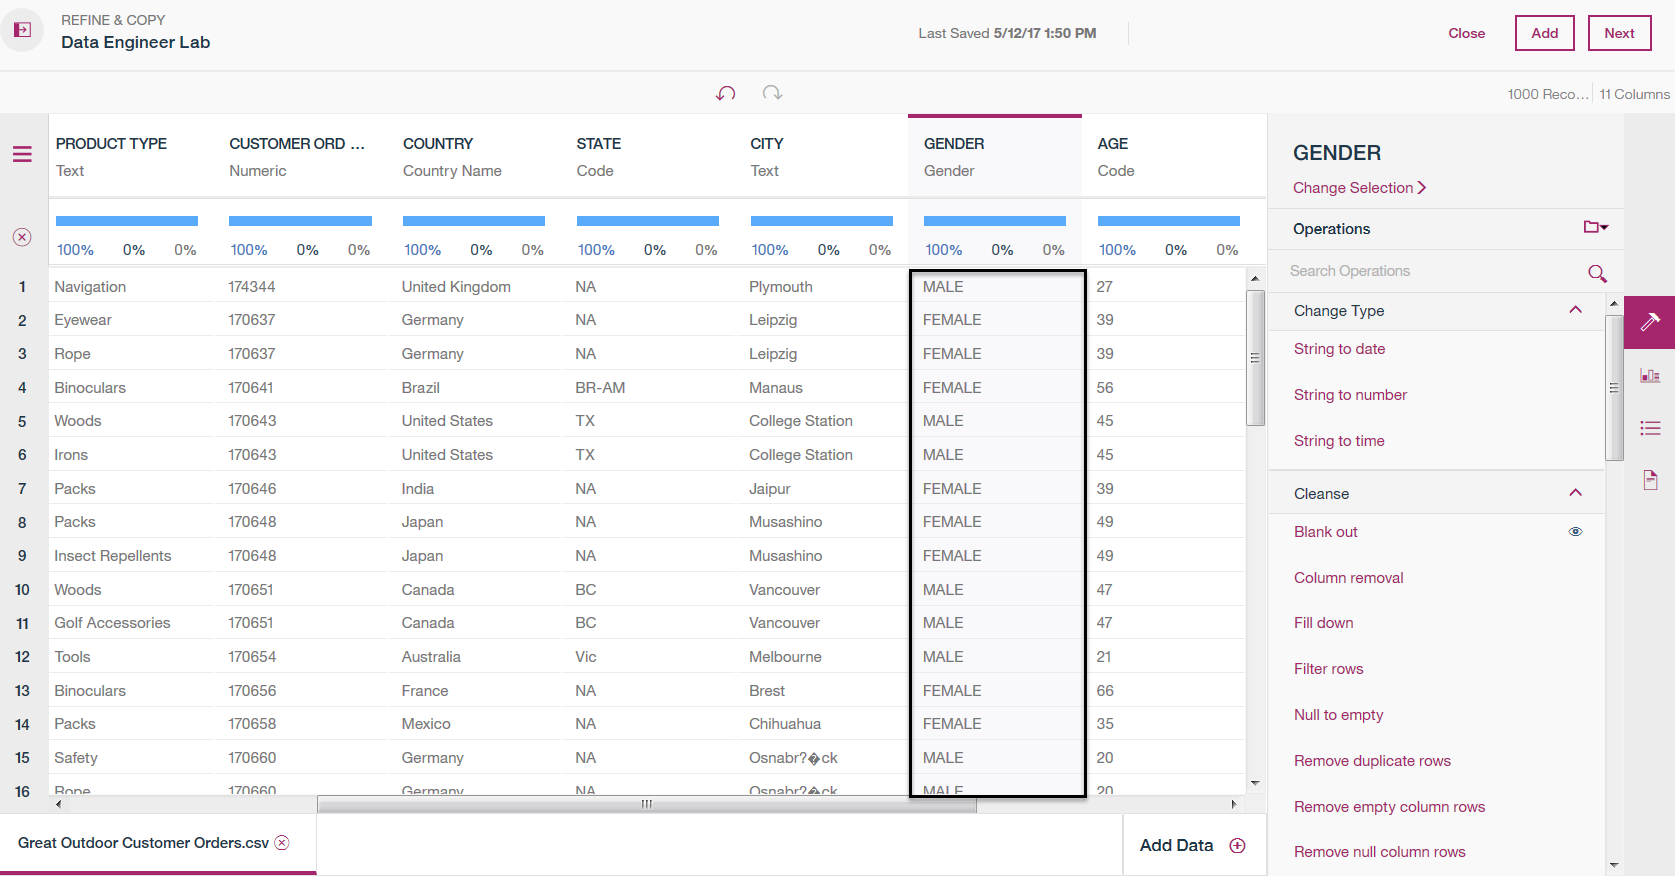 REFINE & COPY
Data Engineer Lab
Last Saved 5/12/17 1:50 PM
Close Add Next
1000 Reco... 11 Columns
PRODUCT TYPE CUSTOMER ORD ... COUNTRY STATE CITY GENDER AGE
Text Numeric Country Name Code Text Gender Code
100% 0% 0% 100% 0% 0% 100% 0% 0% 100% 0% 0% 100% 0% 0% 100% 0% 0% 100% 0% 0%
1 Navigation 174344 United Kingdom NA Plymouth MALE 27
2 Eyewear 170637 Germany NA Leipzig FEMALE 39
3 Rope 170637 Germany NA Leipzig FEMALE 39
4 Binoculars 170641 Brazil BR-AM Manaus FEMALE 56
5 Woods 170643 United States TX College Station MALE 45
6 Irons 170643 United States TX College Station MALE 45
7 Packs 170646 India NA Jaipur FEMALE 39
8 Packs 170648 Japan NA Musashino FEMALE 49
9 Insect Repellents 170648 Japan NA Musashino FEMALE 49
10 Woods 170651 Canada BC Vancouver MALE 47
11 Golf Accessories 170651 Canada BC Vancouver MALE 47
12 Tools 170654 Australia Vic Melbourne MALE 21
13 Binoculars 170656 France NA Brest FEMALE 66
14 Packs 170658 Mexico NA Chihuahua FEMALE 35
15 Safety 170660 Germany NA Osnabr?�ck MALE 20
16 Rope 170660 Germany NA Osnabr?�ck MALE 20
Great Outdoor Customer Orders.csv
Add Data
GENDER
Change Selection
Operations
Search Operations
Change Type
String to date
String to number
String to time
Cleanse
Blank out
Column removal
Fill down
Filter rows
Null to empty
Remove duplicate rows
Remove empty column rows
Remove null column rows